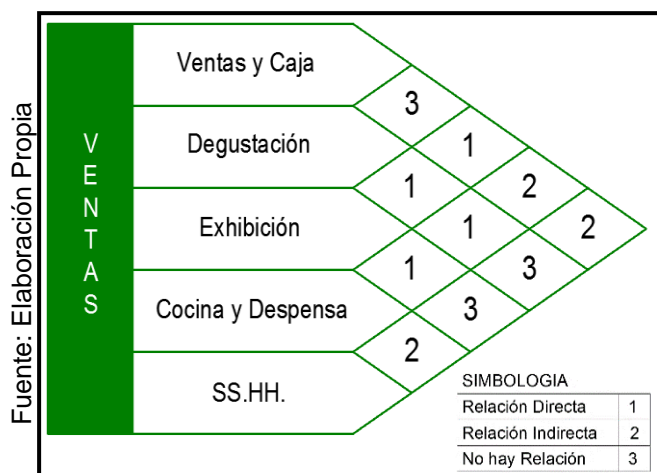 Fuente: Elaboración Propia
VENTAS
Ventas y Caja
3
1
Degustación
1
2
1
2
Exhibición
1
3
3
Cocina y Despensa
2
SS.HH.
SIMBOLOGIA
Relación Directa 1
Relación Indirecta 2
No hay Relación 3